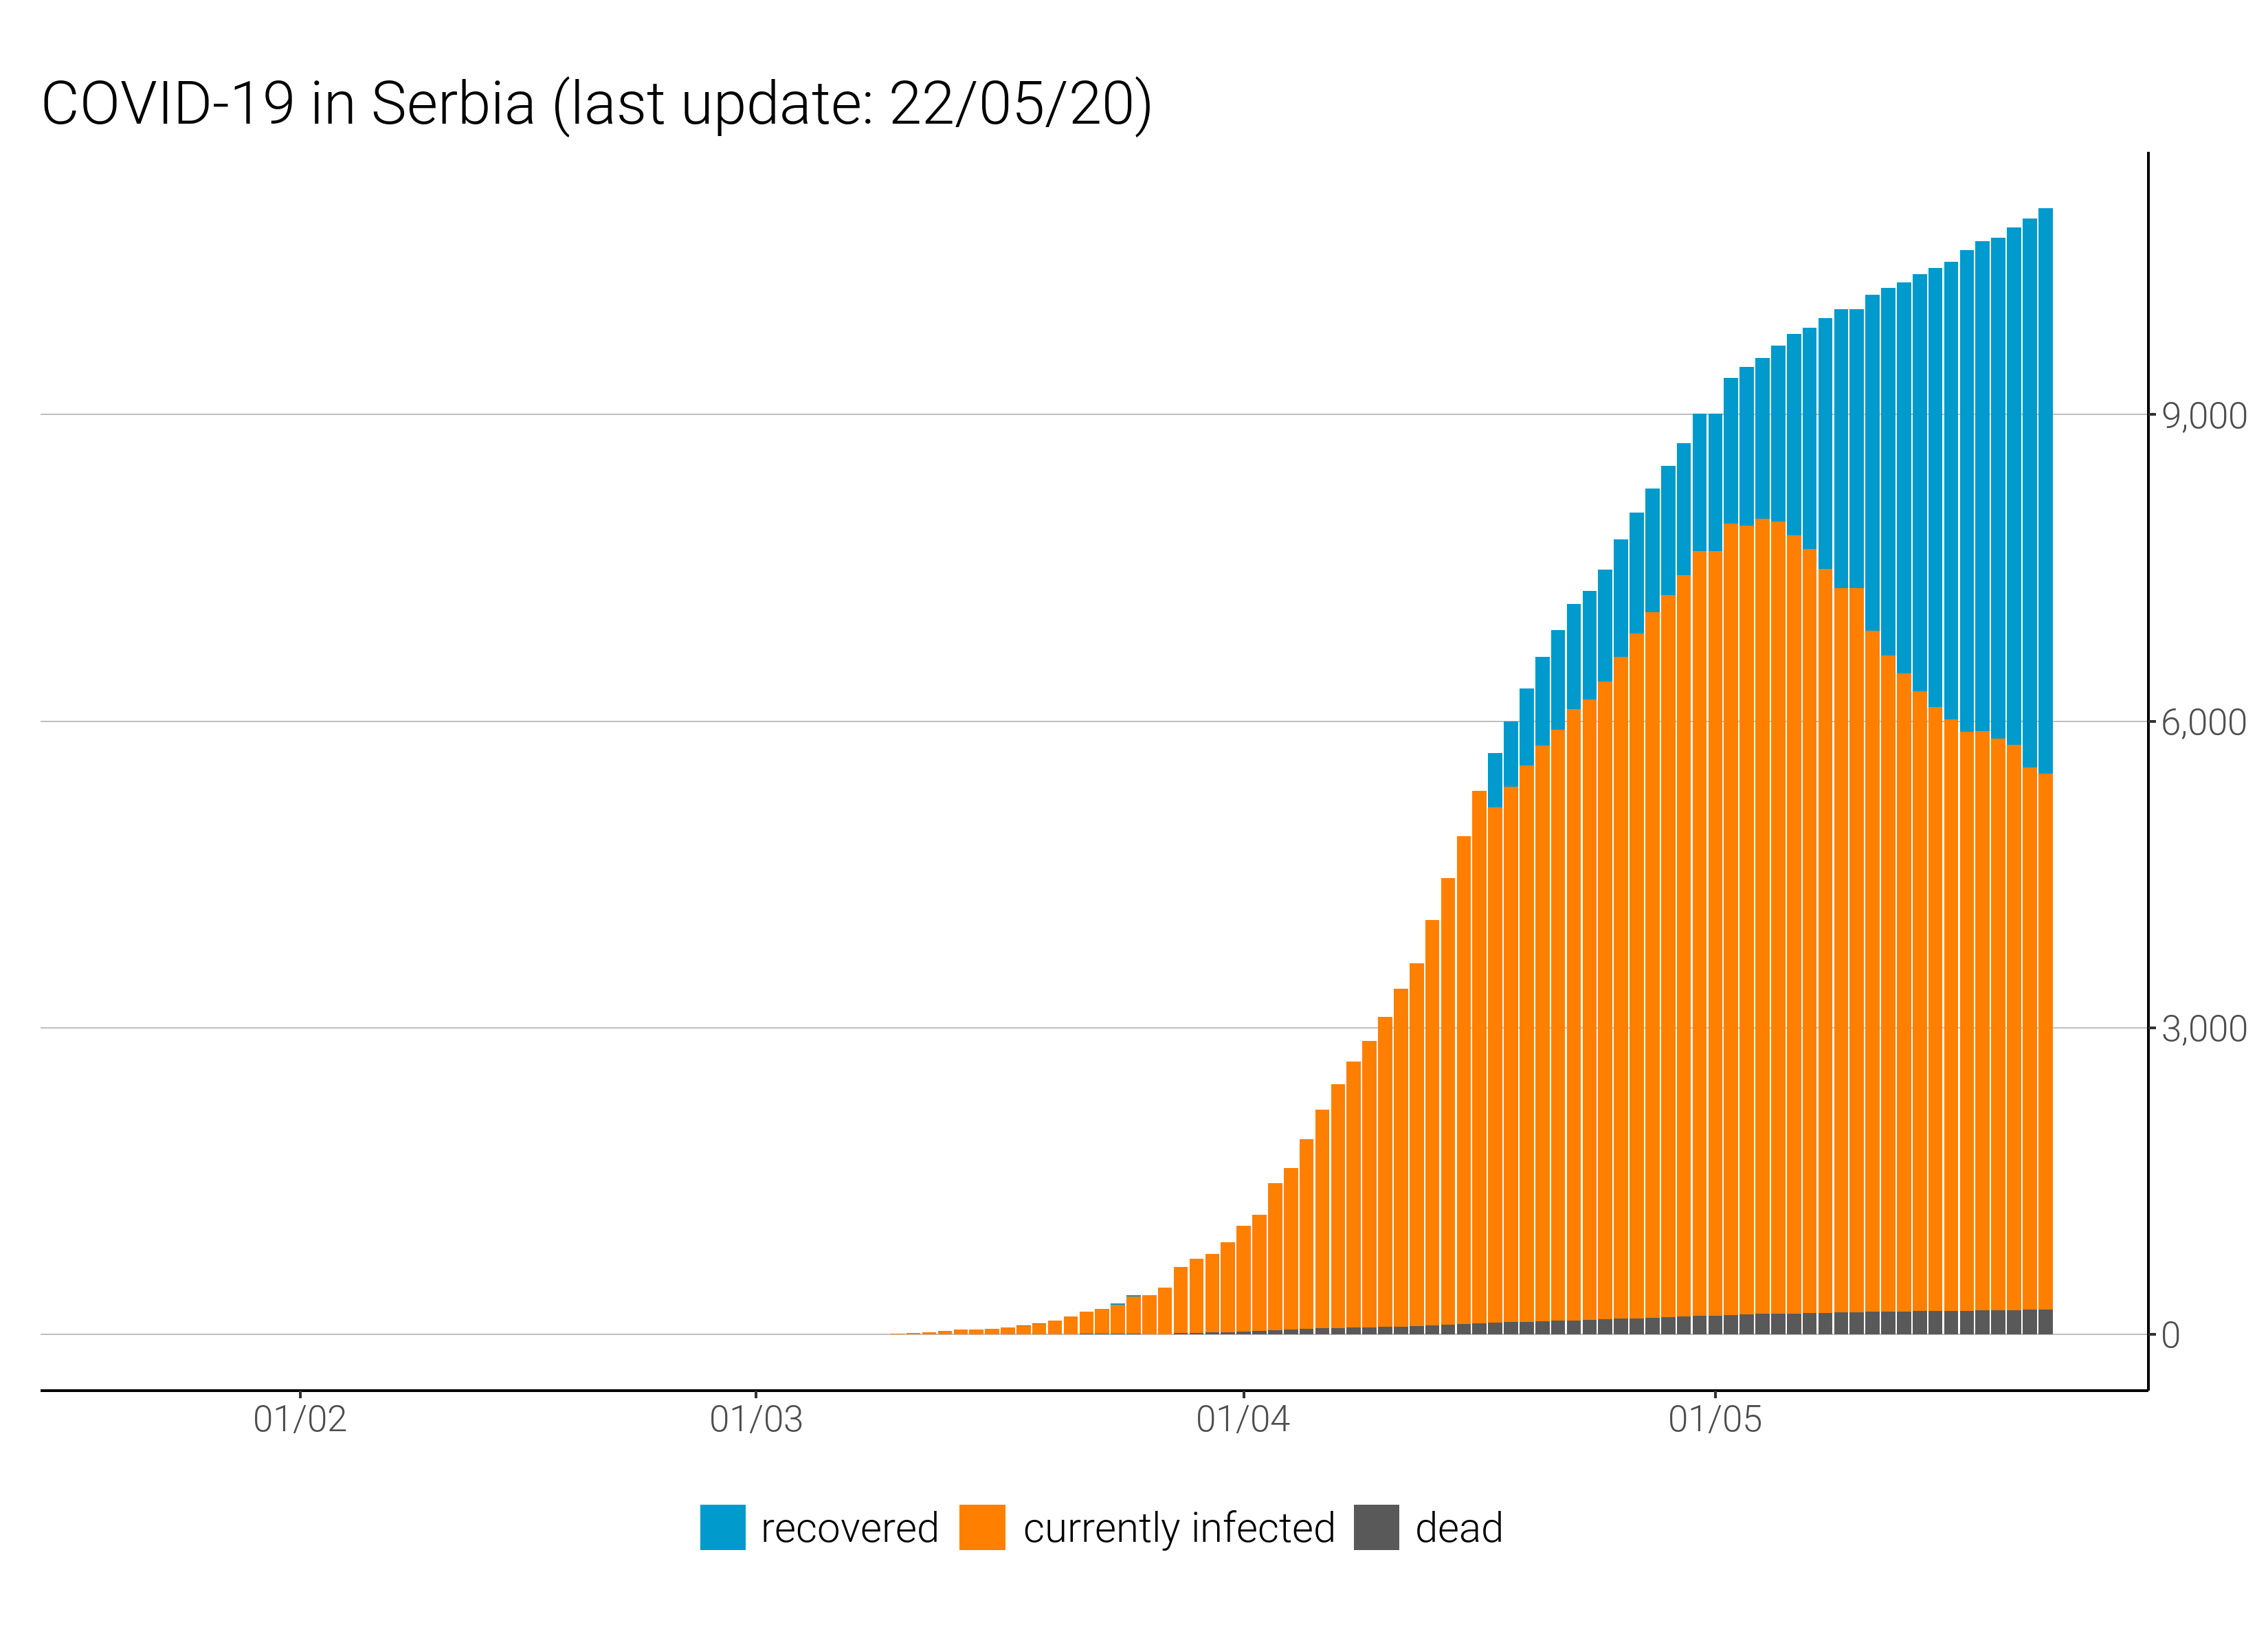 COVID-19 in Serbia (last update: 22/05/20)
9,000
6,000
3,000
0
01/02 01/03 01/04 01/05
recovered currently infected dead